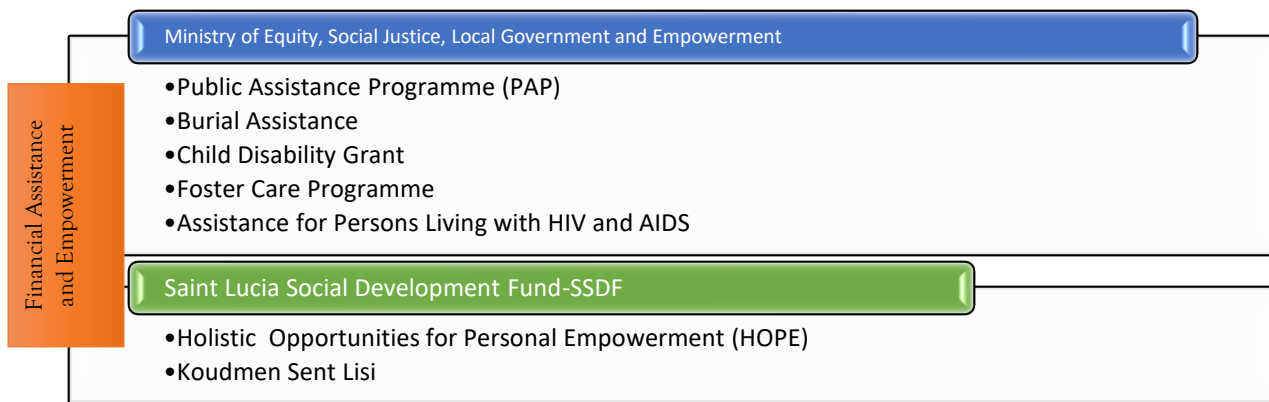 Financial Assistance
and Empowerment
Ministry of Equity, Social Justice, Local Government and Empowerment
•Public Assistance Programme (PAP)
•Burial Assistance
•Child Disability Grant
•Foster Care Programme
•Assistance for Persons Living with HIV and AIDS
Saint Lucia Social Development Fund-SSDF
•Holistic  Opportunities for Personal Empowerment (HOPE)
•Koudmen Sent Lisi